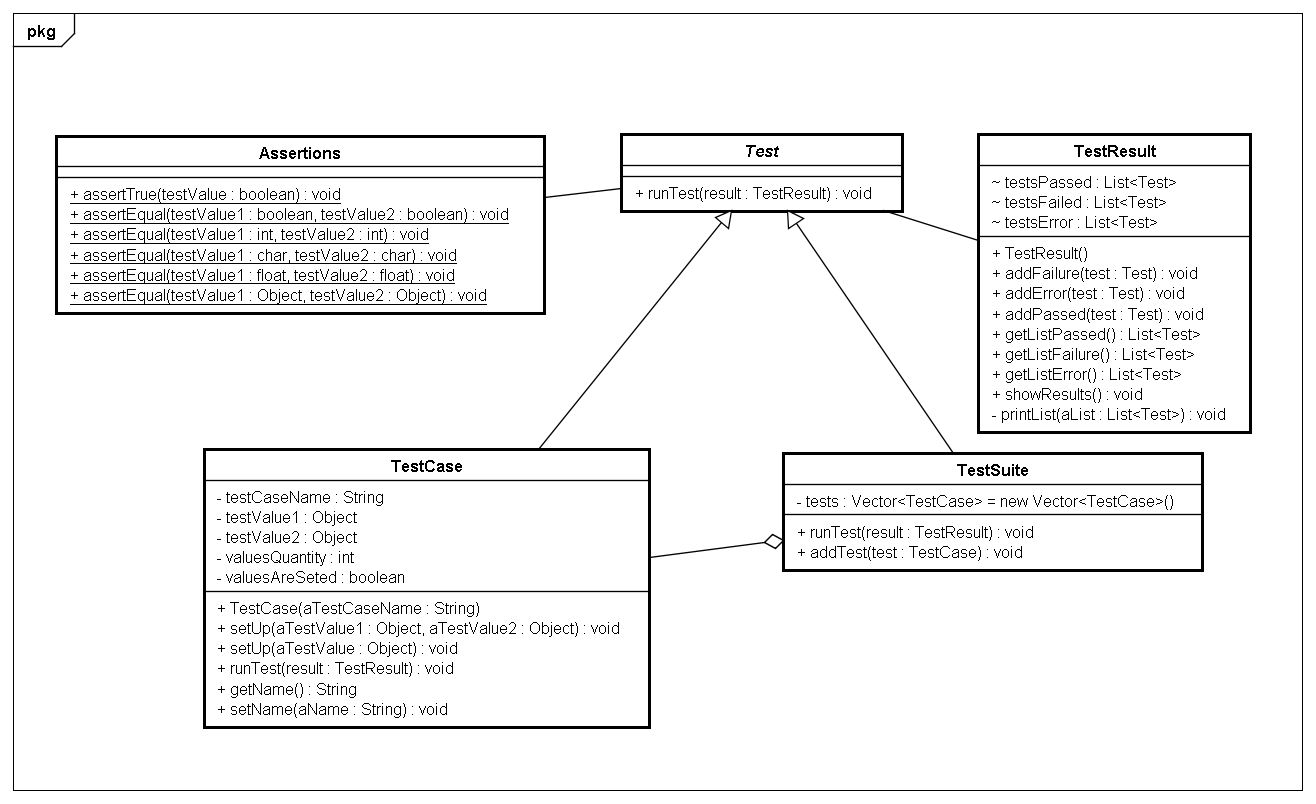 pkg
Assertions
+ assertTrue(testValue : boolean) : void
+ assertEqual(testValue1 : boolean, testValue2 : boolean) : void
+ assertEqual(testValue1 : int, testValue2 : int) : void
+ assertEqual(testValue1 : char, testValue2 : char) : void
+ assertEqual(testValue1 : float, testValue2 : float) : void
+ assertEqual(testValue1 : Object, testValue2 : Object) : void
Test
+ runTest(result : TestResult) : void
TestResult
~ testsPassed : List<Test>
~ testsFailed : List<Test>
~ testsError : List<Test>
+ TestResult()
+ addFailure(test : Test) : void
+ addError(test : Test) : void
+ addPassed(test : Test) : void
+ getListPassed() : List<Test>
+ getListFailure() : List<Test>
+ getListError() : List<Test>
+ showResults() : void
- printList(aList : List<Test>) : void
TestCase
- testCaseName : String
- testValue1 : Object
- testValue2 : Object
- valuesQuantity : int
- valuesAreSeted : boolean
+ TestCase(aTestCaseName : String)
+ setUp(aTestValue1 : Object, aTestValue2 : Object) : void
+ setUp(aTestValue : Object) : void
+ runTest(result : TestResult) : void
+ getName() : String
+ setName(aName : String) : void
TestSuite
- tests : Vector<TestCase> = new Vector<TestCase>()
+ runTest(result : TestResult) : void
+ addTest(test : TestCase) : void